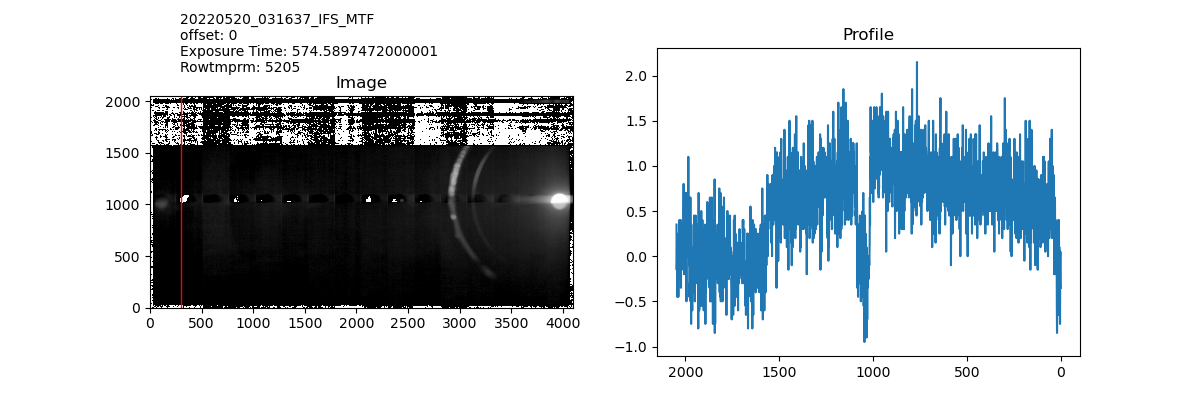 20220520_031637_IFS_MTF
offset: 0
Exposure Time: 574.5897472000001
Rowtmprm: 5205
Image
2000
1500
1000
500
0
0 500 1000 1500 2000 2500 3000 3500 4000
Profile
2.0
1.5
1.0
0.5
0.0
−0.5
−1.0
2000 1500 1000 500 0